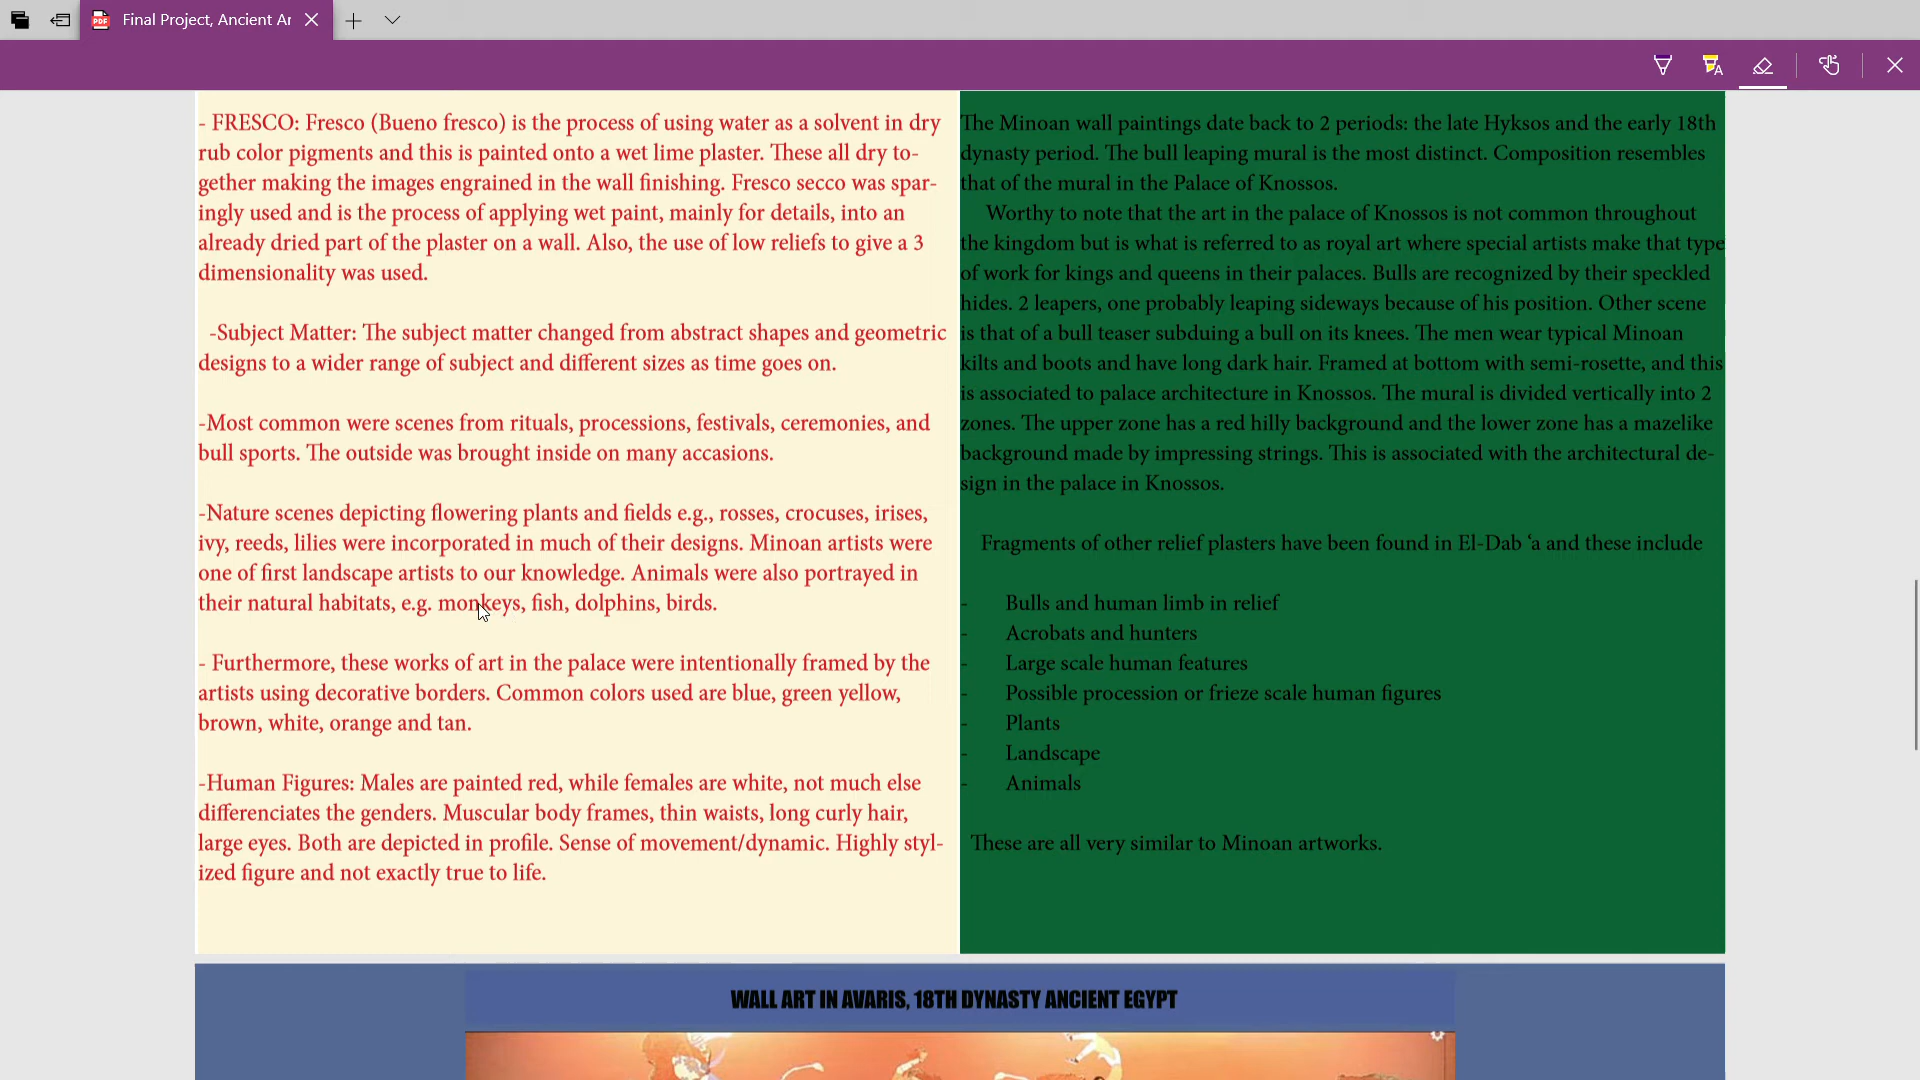 Final Project, Ancient Ar
- FRESCO: Fresco (Bueno fresco) is the process of using water as a solvent in dry
rub color pigments and this is painted onto a wet lime plaster. These all dry to-
gether making the images engrained in the wall finishing. Fresco secco was spar-
ingly used and is the process of applying wet paint, mainly for details, into an
already dried part of the plaster on a wall. Also, the use of low reliefs to give a 3
dimensionality was used.
-Subject Matter: The subject matter changed from abstract shapes and geometric
designs to a wider range of subject and different sizes as time goes on.
-Most common were scenes from rituals, processions, festivals, ceremonies, and
bull sports. The outside was brought inside on many accasions.
-Nature scenes depicting flowering plants and fields e.g., rosses, crocuses, irises,
ivy, reeds, lilies were incorporated in much of their designs. Minoan artists were
one of first landscape artists to our knowledge. Animals were also portrayed in
their natural habitats, e.g. monkeys, fish, dolphins, birds.
- Furthermore, these works of art in the palace were intentionally framed by the
artists using decorative borders. Common colors used are blue, green yellow,
brown, white, orange and tan.
-Human Figures: Males are painted red, while females are white, not much else
differenciates the genders. Muscular body frames, thin waists, long curly hair,
large eyes. Both are depicted in profile. Sense of movement/dynamic. Highly styl-
ized figure and not exactly true to life.
The Minoan wall paintings date back to 2 periods: the late Hyksos and the early 18th
dynasty period. The bull leaping mural is the most distinct. Composition resembles
that of the mural in the Palace of Knossos.
Worthy to note that the art in the palace of Knossos is not common throughout
the kingdom but is what is referred to as royal art where special artists make that type
of work for kings and queens in their palaces. Bulls are recognized by their speckled
hides. 2 leapers, one probably leaping sideways because of his position. Other scene
is that of a bull teaser subduing a bull on its knees. The men wear typical Minoan
kilts and boots and have long dark hair. Framed at bottom with semi-rosette, and this
is associated to palace architecture in Knossos. The mural is divided vertically into 2
zones. The upper zone has a red hilly background and the lower zone has a mazelike
background made by impressing strings. This is associated with the architectural de-
sign in the palace in Knossos.
Fragments of other relief plasters have been found in El-Dab ‘a and these include
- Bulls and human limb in relief
- Acrobats and hunters
- Large scale human features
- Possible procession or frieze scale human figures
- Plants
- Landscape
- Animals
These are all very similar to Minoan artworks.
WALL ART IN AVARIS, 18TH DYNASTY ANCIENT EGYPT